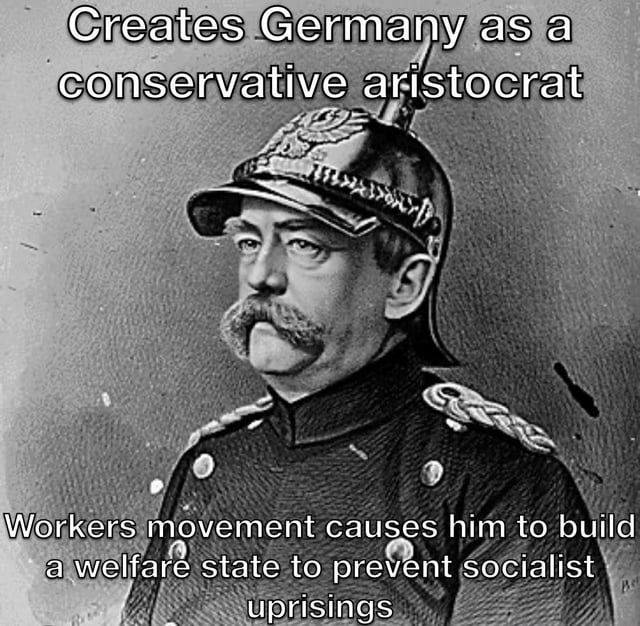 Creates Germany as a
conservative aristocrat
Workers movement causes him to build
a welfare state to prevent socialist
uprisings